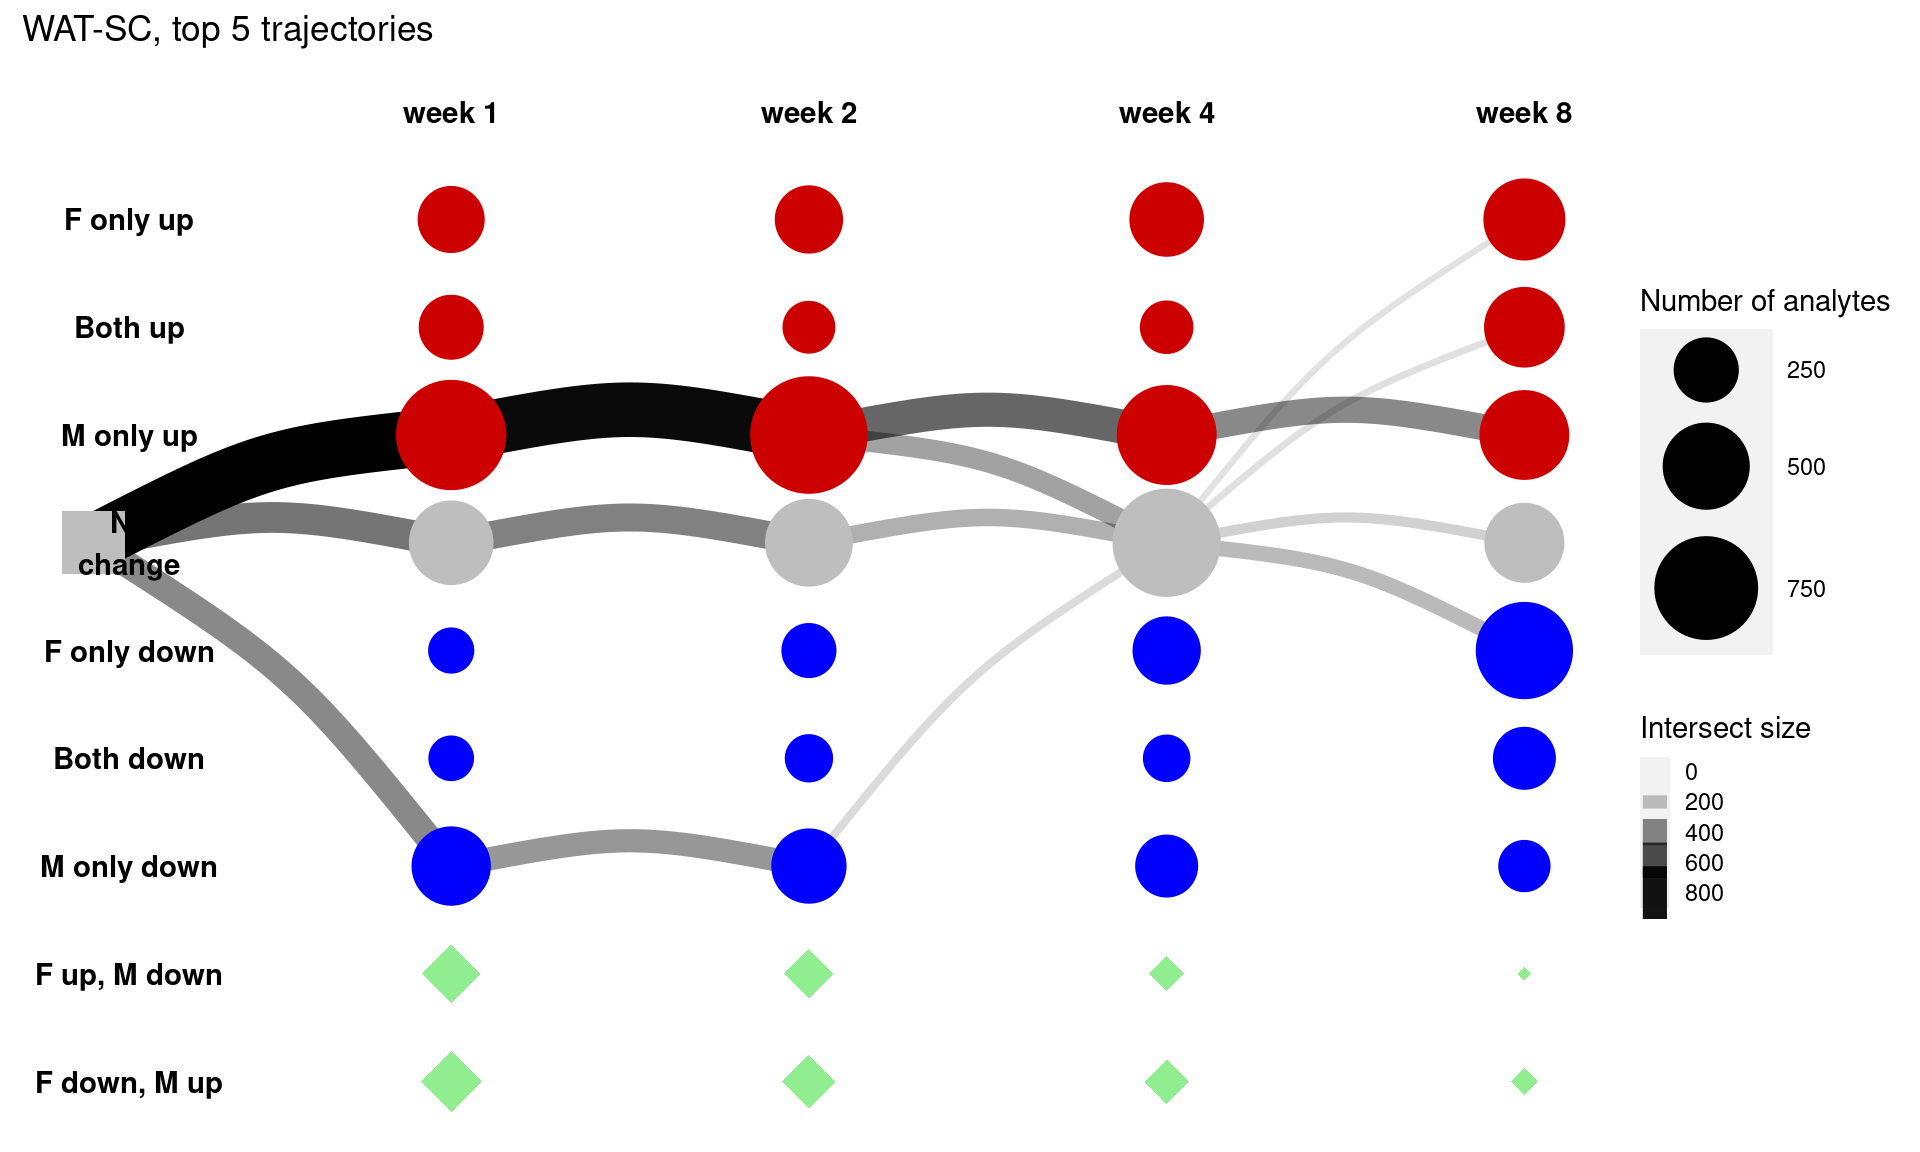 WAT-SC, top 5 trajectories
week 1 week 2 week 4 week 8
F only up
Both up
M only up
change
F only down
Both down
M only down
F up, M down
F down, M up
Number of analytes
250
500
750
Intersect size
0
200
400
600
800